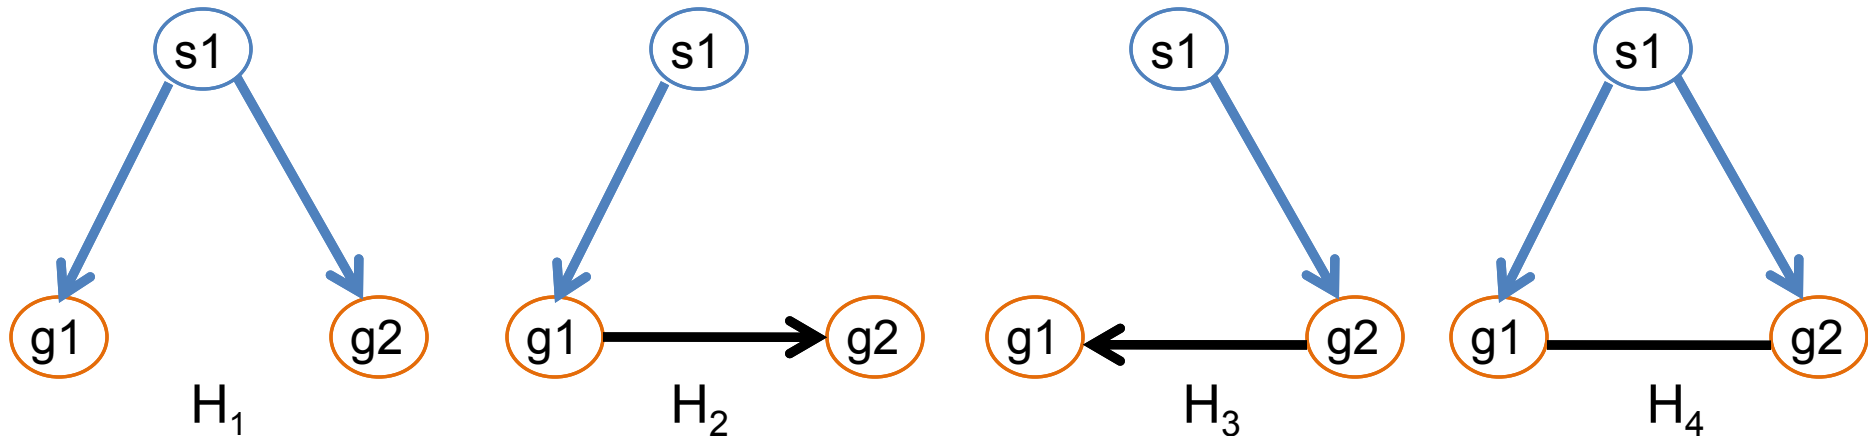 s1 s1 s1 s1
g1 g2 g1 g2 g1 g2 g1 g2
H₁ H₂ H₃ H₄